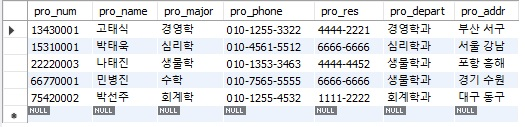 pro_num pro_name pro_major pro_phone pro_res pro_depart pro_addr
13430001 고태식 경영학 010-1255-3322 4444-2221 경영학과 부산 서구
15310001 박태욱 심리학 010-4561-5512 6666-6666 심리학과 서울 강남
22220003 나태진 생물학 010-1353-3463 4444-4452 생물학과 포항 홍해
66770001 민병진 수학 010-7565-5555 6666-6666 생물학과 경기 수원
75420002 박선주 회계학 010-1255-4532 1111-2222 회계학과 대구 동구
NULL NULL NULL NULL NULL NULL NULL